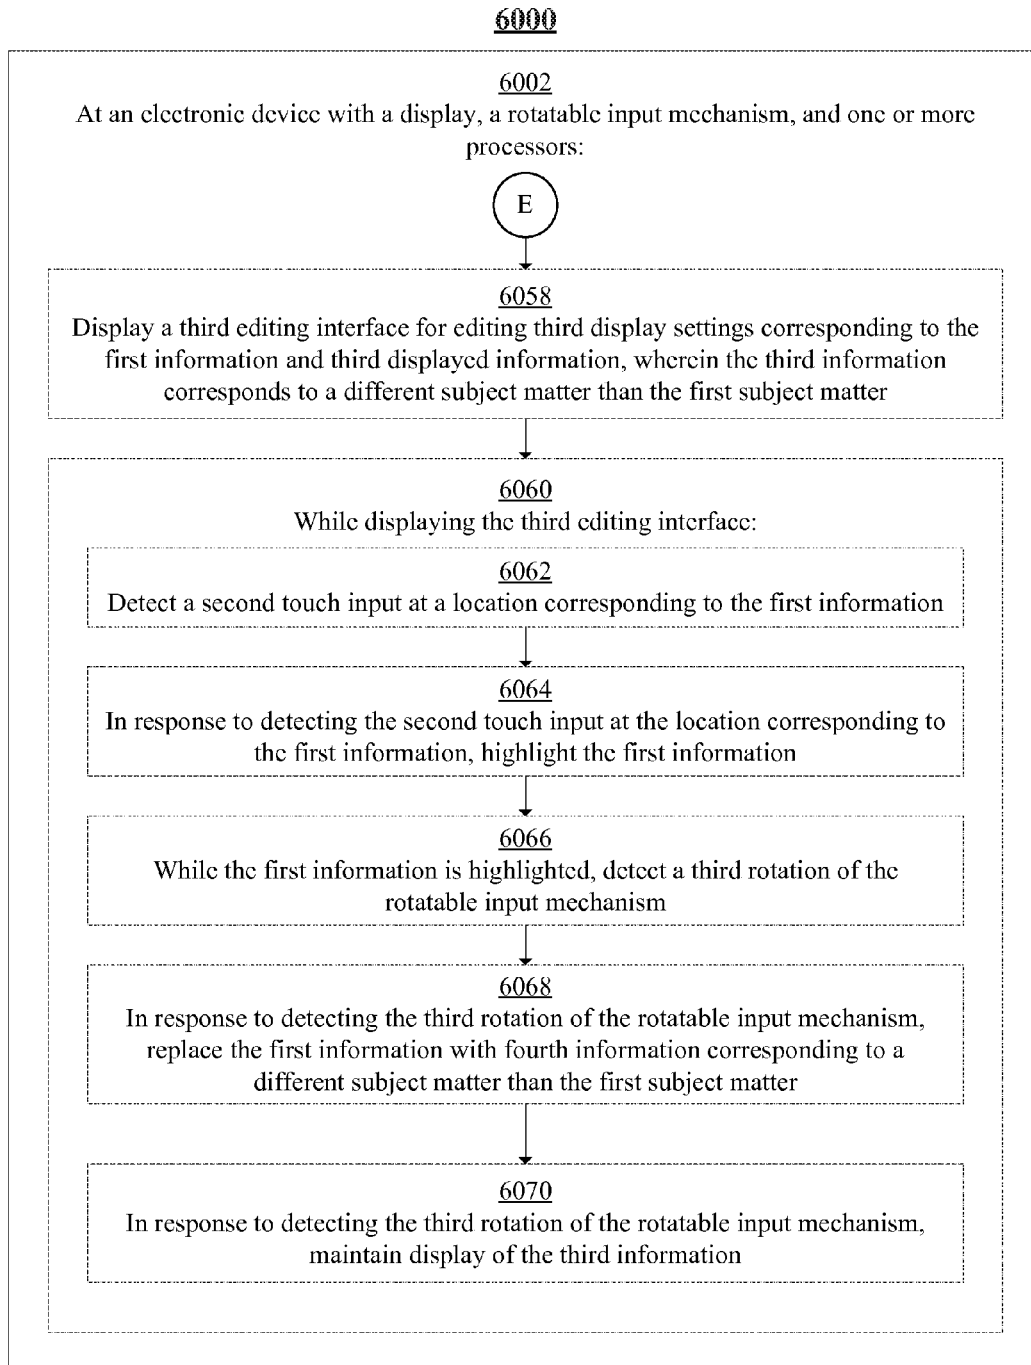 6000
6002
At an electronic device with a display, a rotatable input mechanism, and one or more
processors:
E
6058
Display a third editing interface for editing third display settings corresponding to the
first information and third displayed information, wherein the third information
corresponds to a different subject matter than the first subject matter
6060
While displaying the third editing interface:
6062
Detect a second touch input at a location corresponding to the first information
6064
In response to detecting the second touch input at the location corresponding to
the first information, highlight the first information
6066
While the first information is highlighted, detect a third rotation of the
rotatable input mechanism
6068
In response to detecting the third rotation of the rotatable input mechanism,
replace the first information with fourth information corresponding to a
different subject matter than the first subject matter
6070
In response to detecting the third rotation of the rotatable input mechanism,
maintain display of the third information